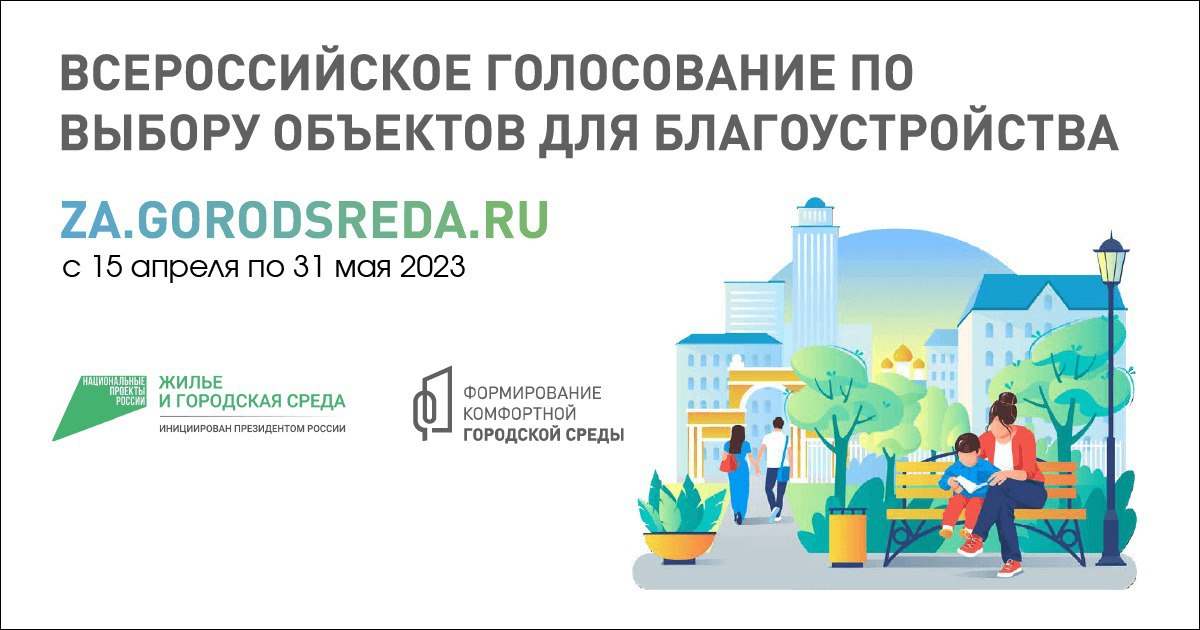 ВСЕРОССИЙСКОЕ ГОЛОСОВАНИЕ ПО
ВЫБОРУ ОБЪЕКТОВ ДЛЯ БЛАГОУСТРОЙСТВА
ZA.GORODSREDA.RU
с 15 апреля по 31 мая 2023
НАЦИОНАЛЬНЫЕ
ПРОЕКТЫ
РОССИИ
ЖИЛЬЕ
И ГОРОДСКАЯ СРЕДА
ИНИЦИИРОВАН ПРЕЗИДЕНТОМ РОССИИ
ФОРМИРОВАНИЕ
КОМФОРТНОЙ
ГОРОДСКОЙ СРЕДЫ